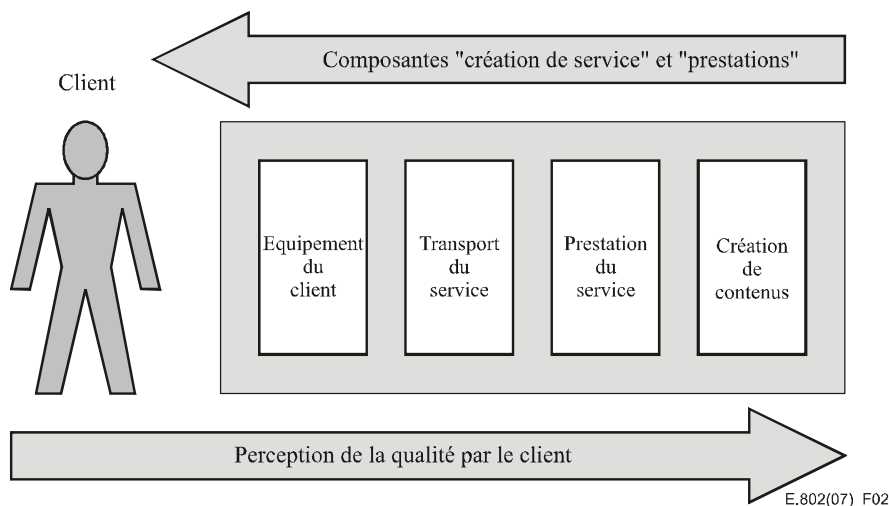 Composantes "création de service" et "prestations"
Client
Equipement
du
client
Transport
du
service
Prestation
du
service
Création
de
contenus
Perception de la qualité par le client
E.802(07)_F02